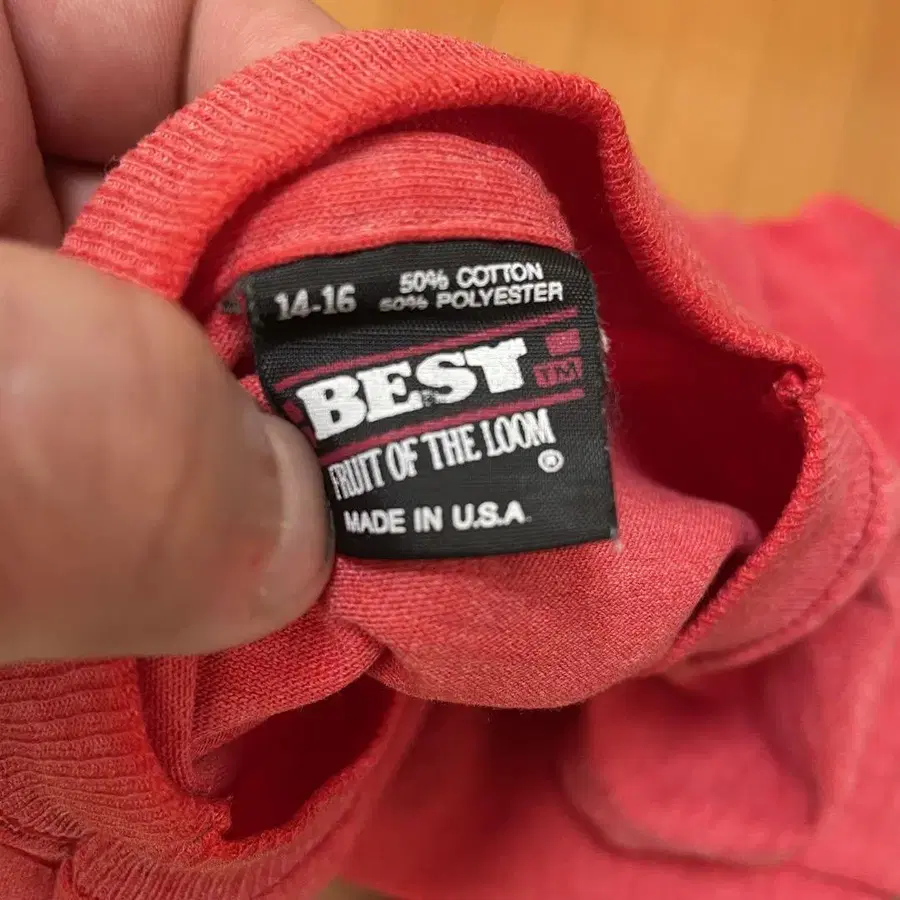 14-16 50% COTTON
50% POLYESTER
BEST TM
FRUIT OF THE LOOM ®
MADE IN U.S.A.